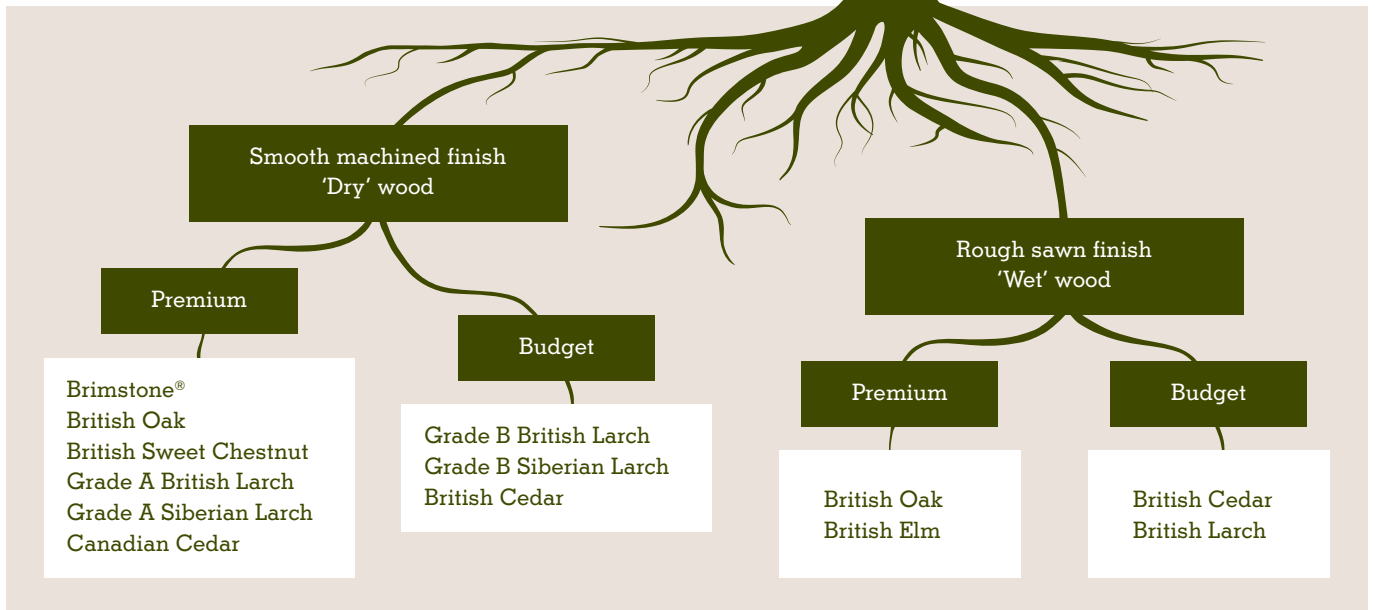 Smooth machined finish
‘Dry’ wood
Premium
Brimstone®
British Oak
British Sweet Chestnut
Grade A British Larch
Grade A Siberian Larch
Canadian Cedar
Budget
Grade B British Larch
Grade B Siberian Larch
British Cedar
Rough sawn finish
‘Wet’ wood
Premium
British Oak
British Elm
Budget
British Cedar
British Larch